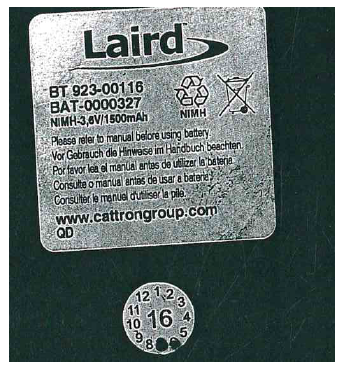 Laird
BT 923-00116
BAT-0000327
NIMH-3,6V/1500mAh
NIMH
Please refer to manual before using battery.
Vor Gebrauch die Hinweise im Handbuch beachten.
Por favor lea el manual antes de utilizar la bateria.
Consulte o manual antes de usar a bateria.
Consulter le manuel d'utiliser la pile.
www.cattrongroup.com
QD
12 1 2 3 4 5 8 9 10 11
16